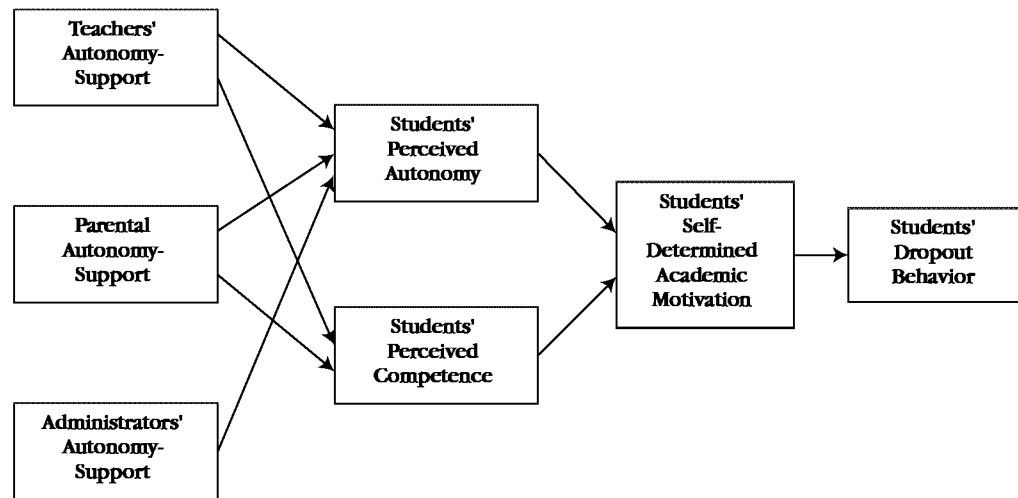 Teachers'
Autonomy-
Support
Students'
Perceived
Autonomy
Parental
Autonomy-
Support
Students'
Self-
Determined
Academic
Motivation
Students'
Dropout
Behavior
Students'
Perceived
Competence
Administrators'
Autonomy-
Support